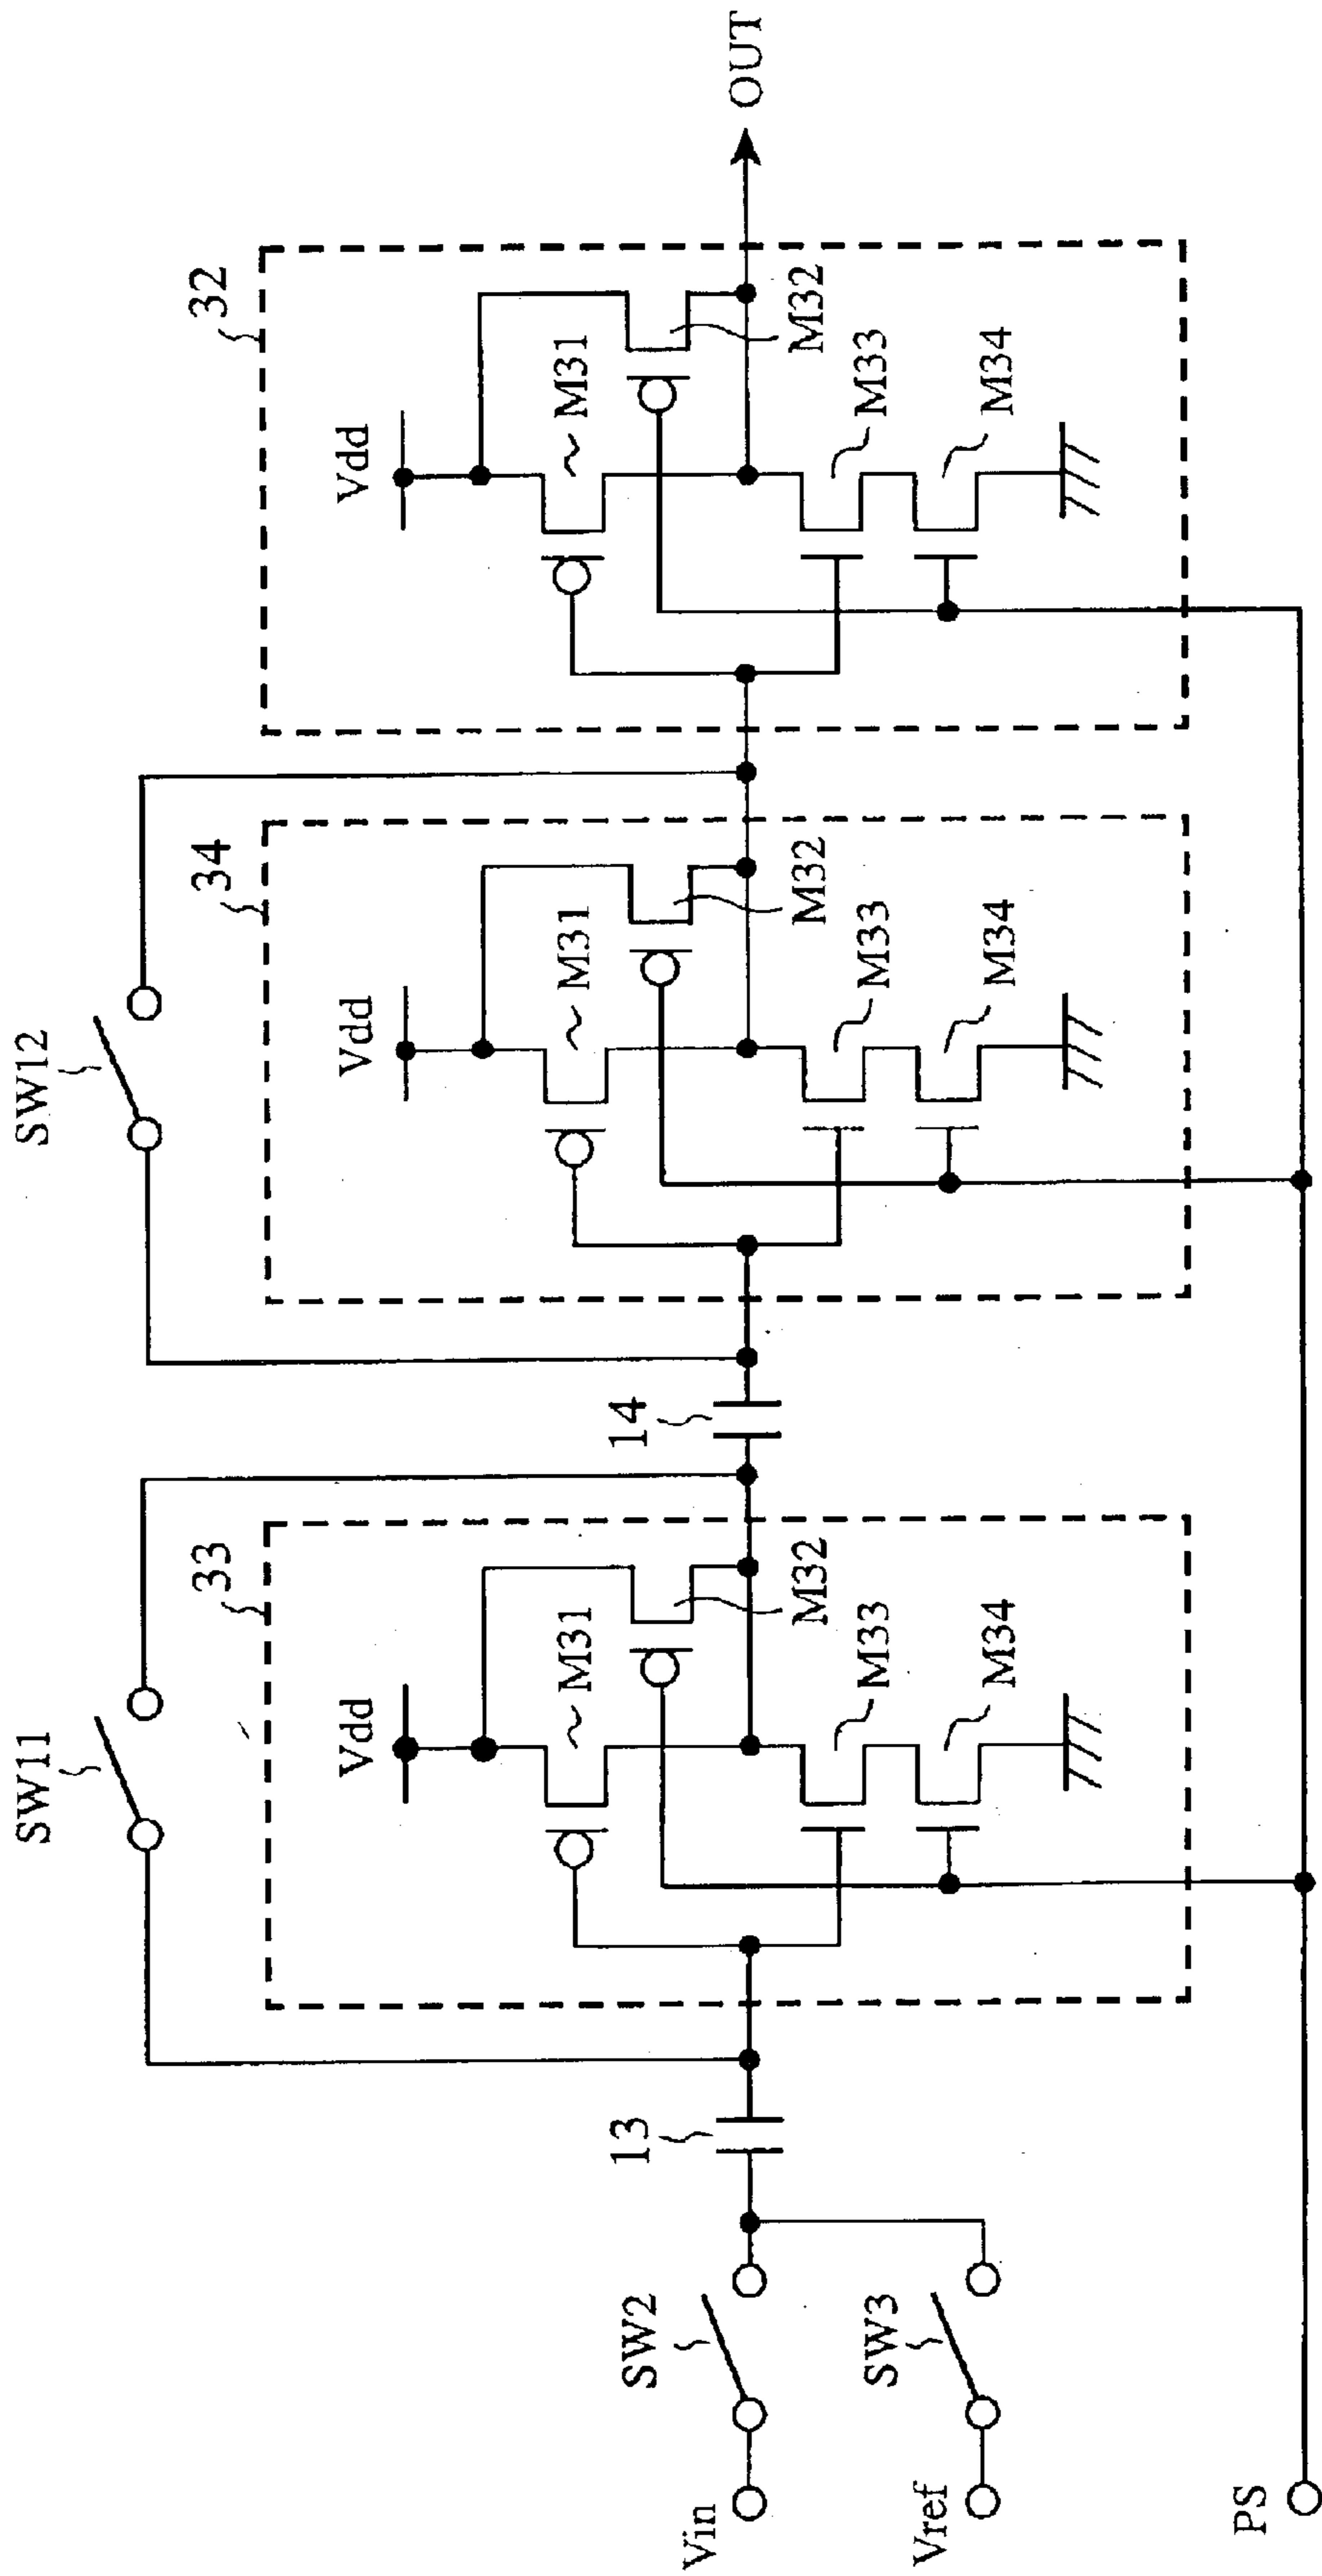 SW11
SW12
33
34
32
Vdd
Vdd
Vdd
M31
M31
M31
13
14
M32
M32
M32
OUT
Vin
SW2
M33
M33
M33
Vref
SW3
M34
M34
M34
PS